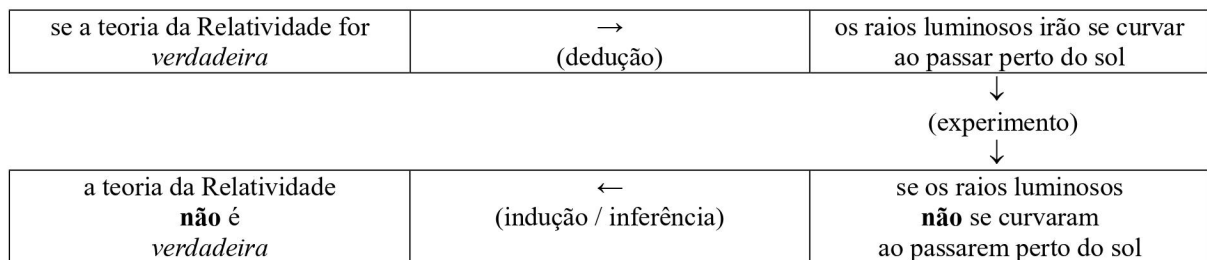 se a teoria da Relatividade for → os raios luminosos irão se curvar
verdadeira (dedução) ao passar perto do sol
↓
(experimento)
↓
a teoria da Relatividade ← se os raios luminosos
não é (indução / inferência) não se curvaram
verdadeira ao passarem perto do sol